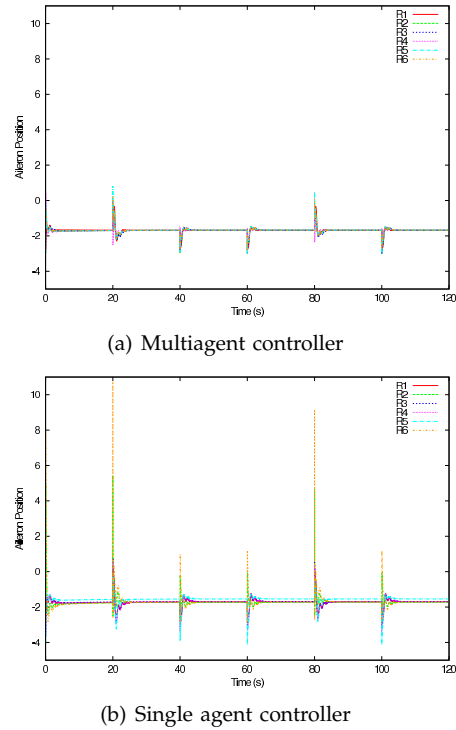 R1
R2
R3
R4
R5
R6
10
8
6
4
2
0
-2
-4
Aileron Position
0 20 40 60 80 100 120
Time (s)
(a) Multiagent controller
R1
R2
R3
R4
R5
R6
10
8
6
4
2
0
-2
-4
Aileron Position
0 20 40 60 80 100 120
Time (s)
(b) Single agent controller